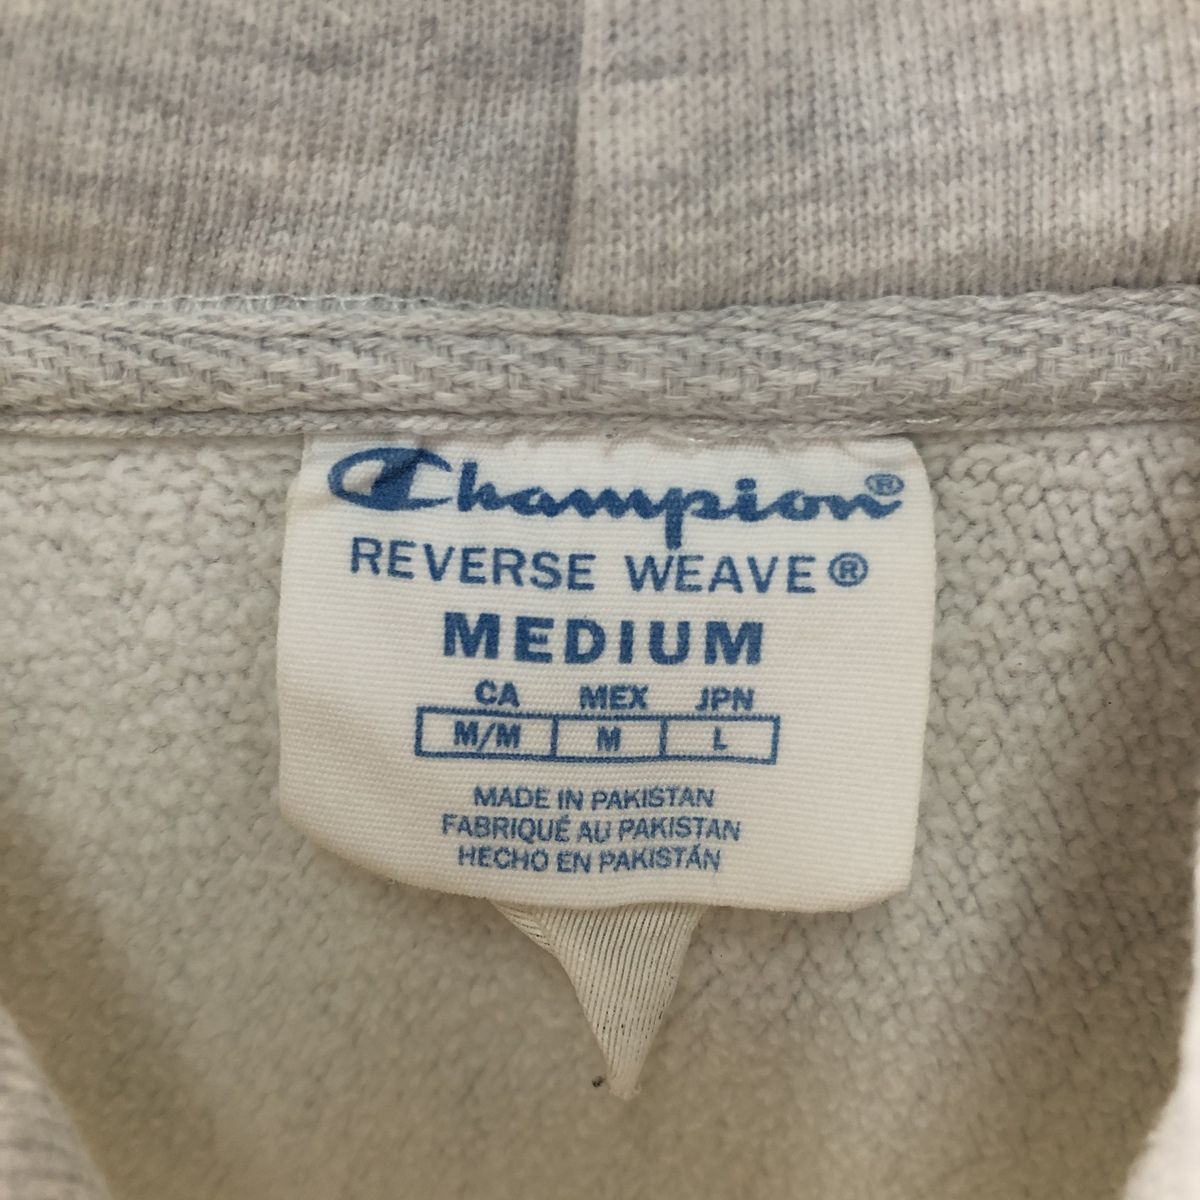 Champion®
REVERSE WEAVE®
MEDIUM
CA MEX JPN
M/M M L
MADE IN PAKISTAN
FABRIQUÉ AU PAKISTAN
HECHO EN PAKISTÁN